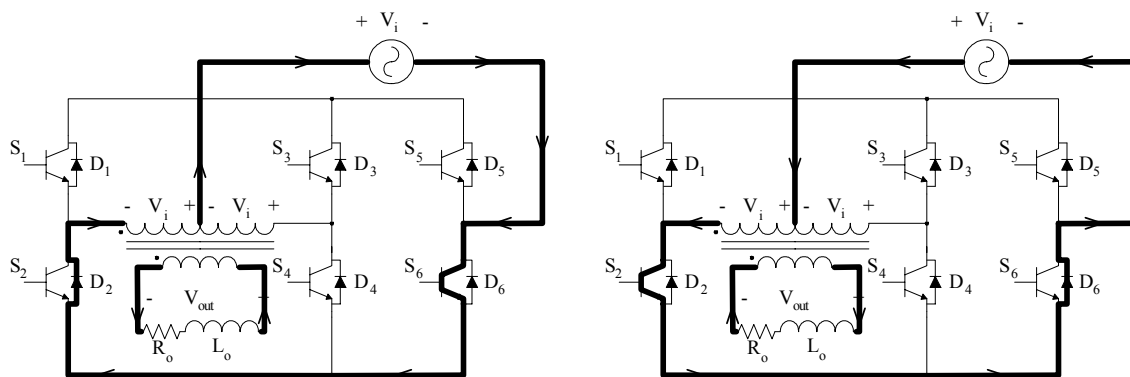 + V_i -
S_1 D_1 S_3 D_3 S_5 D_5
- V_i + - V_i +
S_2 D_2 S_4 D_4 S_6 D_6
- V_out +
R_o L_o
+ V_i -
S_1 D_1 S_3 D_3 S_5 D_5
- V_i + - V_i +
S_2 D_2 S_4 D_4 S_6 D_6
- V_out
R_o L_o